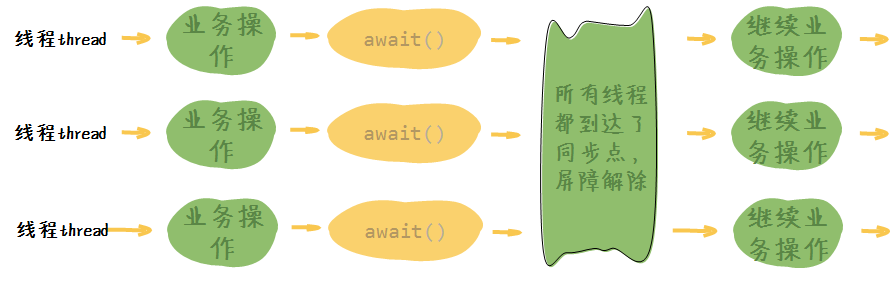 线程thread
业务操
作
await()
继续业
务操作
所有线程
都到达了
同步点，
屏障解除
线程thread
业务操
作
await()
继续业
务操作
线程thread
业务操
作
await()
继续业
务操作